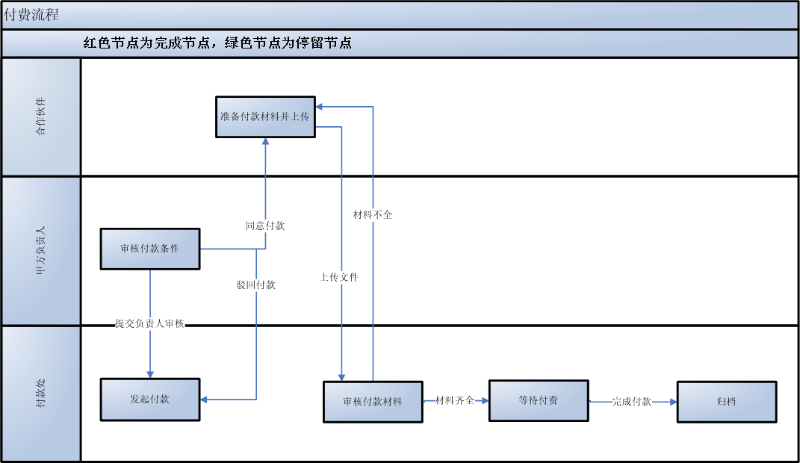 付费流程
红色节点为完成节点，绿色节点为停留节点
合作伙伴
准备付款材料并上传
材料不全
同意付款
甲方负责人
审核付款条件
驳回付款
上传文件
提交负责人审核
付款处
发起付款
审核付款材料
材料齐全
等待付费
完成付款
归档